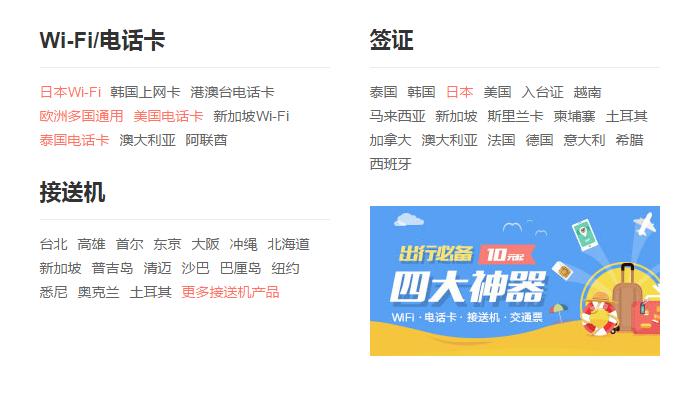 Wi-Fi/电话卡
日本Wi-Fi 韩国上网卡 港澳台电话卡
欧洲多国通用 美国电话卡 新加坡Wi-Fi
泰国电话卡 澳大利亚 阿联酋
接送机
台北 高雄 首尔 东京 大阪 冲绳 北海道
新加坡 普吉岛 清迈 沙巴 巴厘岛 纽约
悉尼 奥克兰 土耳其 更多接送机产品
签证
泰国 韩国 日本 美国 入台证 越南
马来西亚 新加坡 斯里兰卡 柬埔寨 土耳其
加拿大 澳大利亚 法国 德国 意大利 希腊
西班牙
出行必备 10元起
四大神器
WiFi · 电话卡 · 接送机 · 交通票